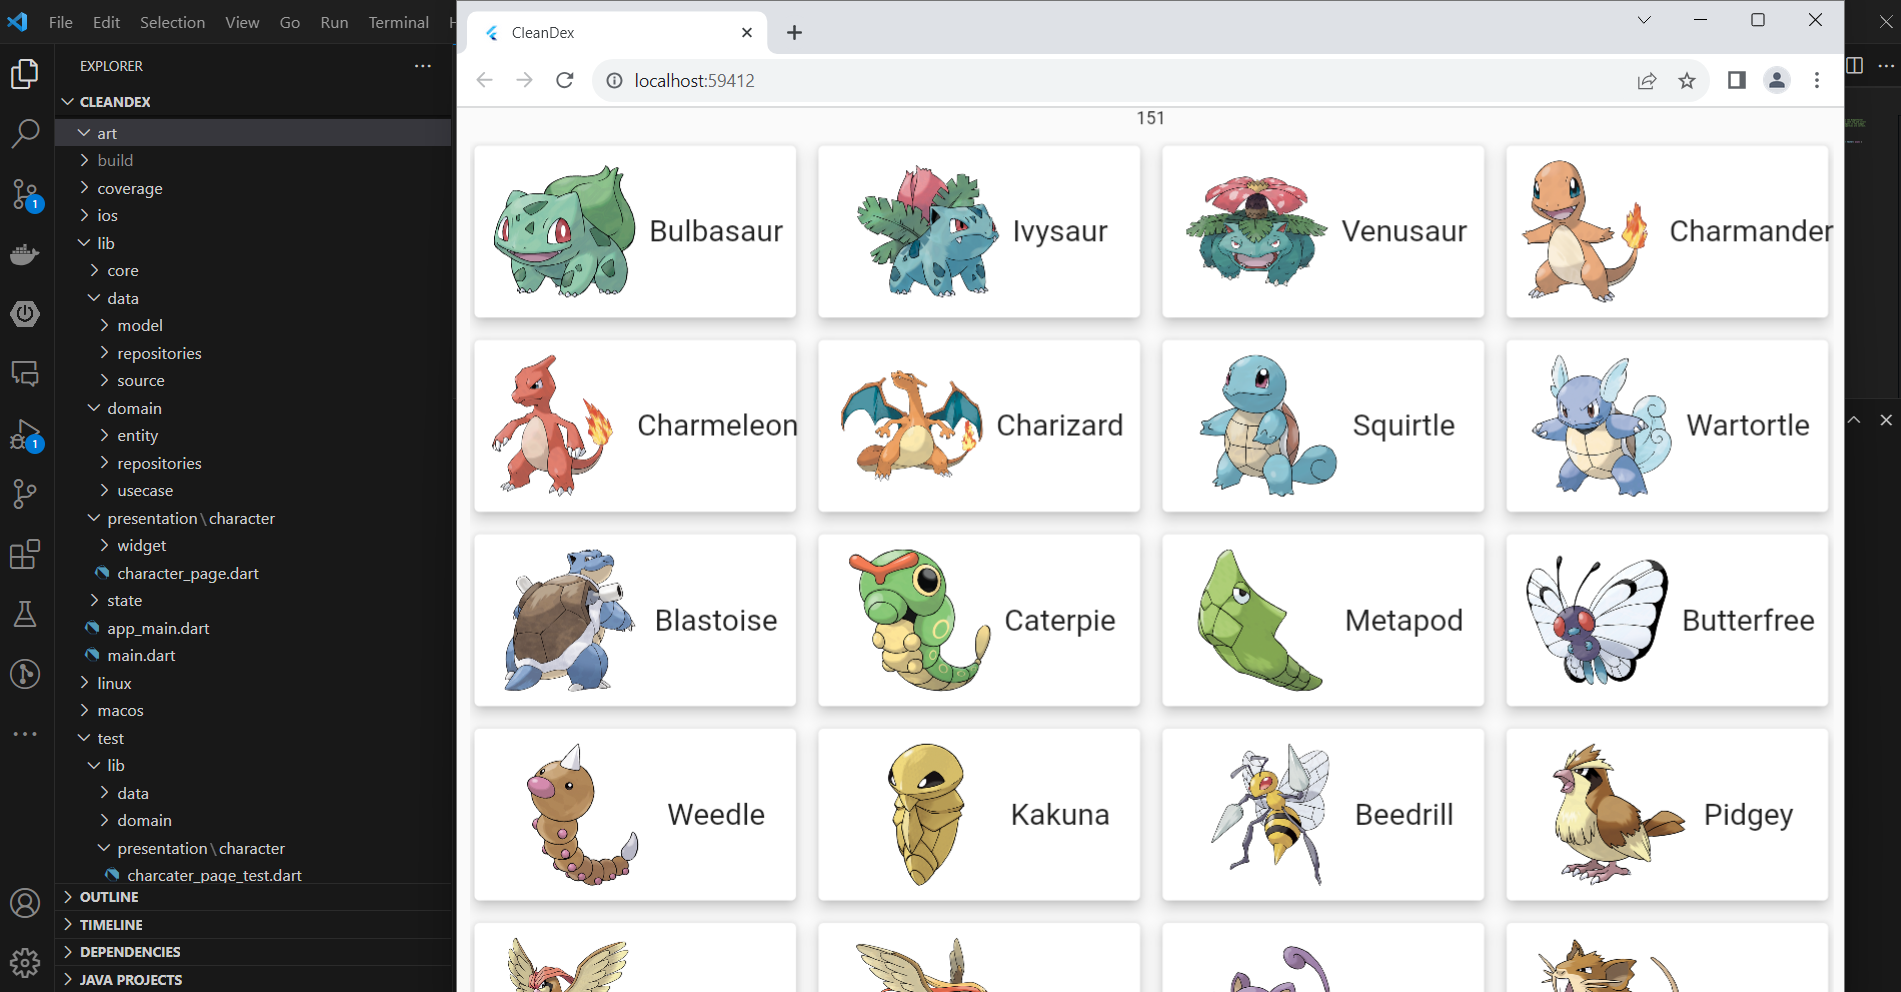 File Edit Selection View Go Run Terminal H
EXPLORER
CLEANDEX
art
build
coverage
ios
lib
core
data
model
repositories
source
domain
entity
repositories
usecase
presentation\character
widget
character_page.dart
state
app_main.dart
main.dart
linux
macos
test
lib
data
domain
presentation\character
charcater_page_test.dart
OUTLINE
TIMELINE
DEPENDENCIES
JAVA PROJECTS
1
1
CleanDex
localhost:59412
151
Bulbasaur
Ivysaur
Venusaur
Charmander
Charmeleon
Charizard
Squirtle
Wartortle
Blastoise
Caterpie
Metapod
Butterfree
Weedle
Kakuna
Beedrill
Pidgey